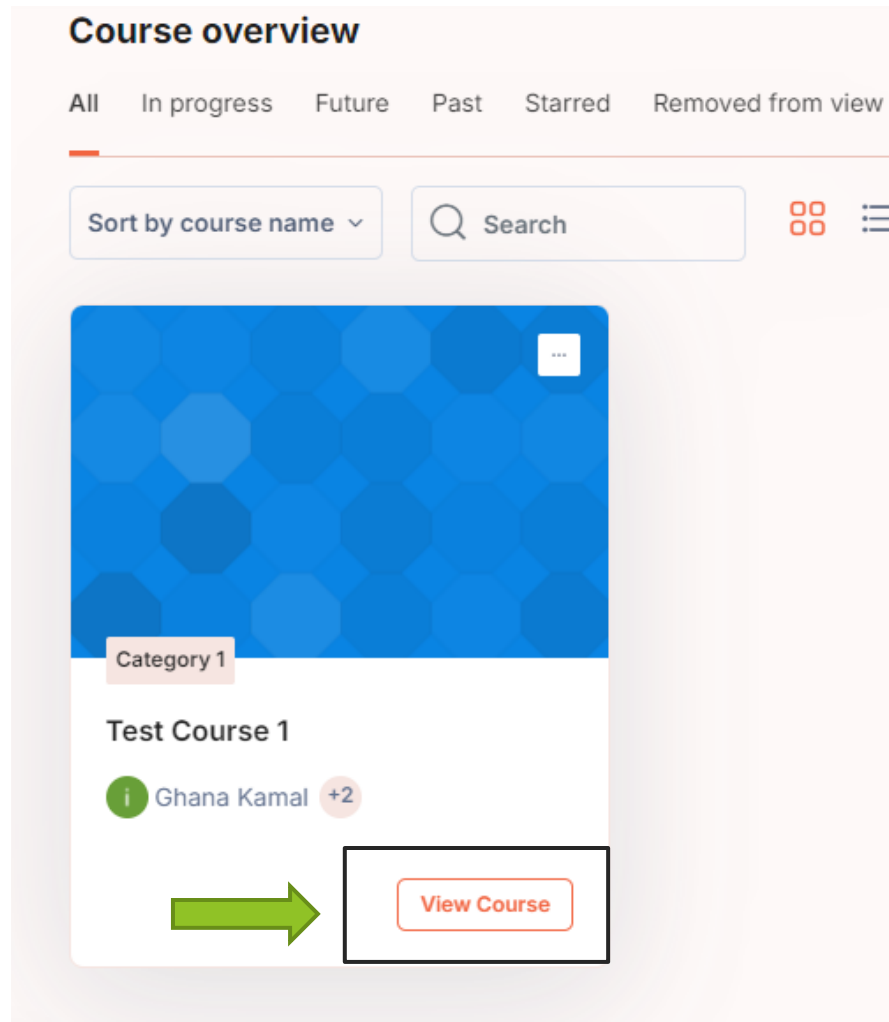 Course overview
All In progress Future Past Starred Removed from view
Sort by course name Search
...
Category 1
Test Course 1
i Ghana Kamal +2
View Course